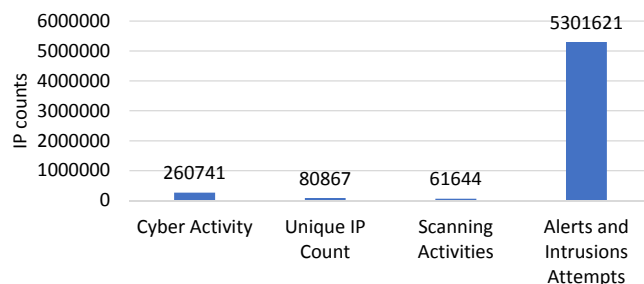 6000000
5301621
5000000
4000000
3000000
2000000
1000000
0
IP counts
260741
80867
61644
Cyber Activity
Unique IP
Count
Scanning
Activities
Alerts and
Intrusions
Attempts